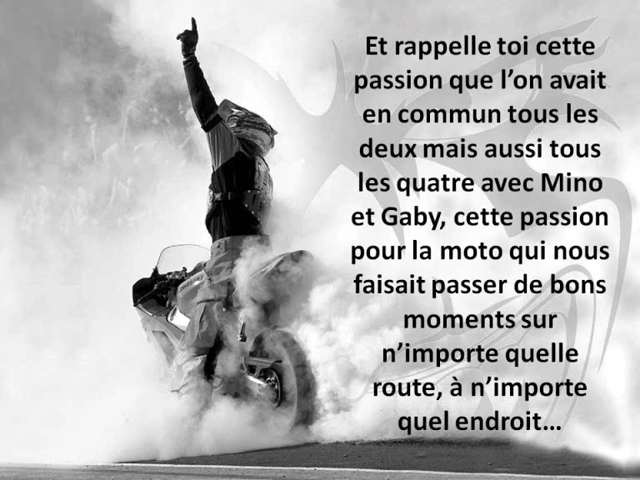 Et rappelle toi cette
passion que l’on avait
en commun tous les
deux mais aussi tous
les quatre avec Mino
et Gaby, cette passion
pour la moto qui nous
faisait passer de bons
moments sur
n’importe quelle
route, à n’importe
quel endroit…